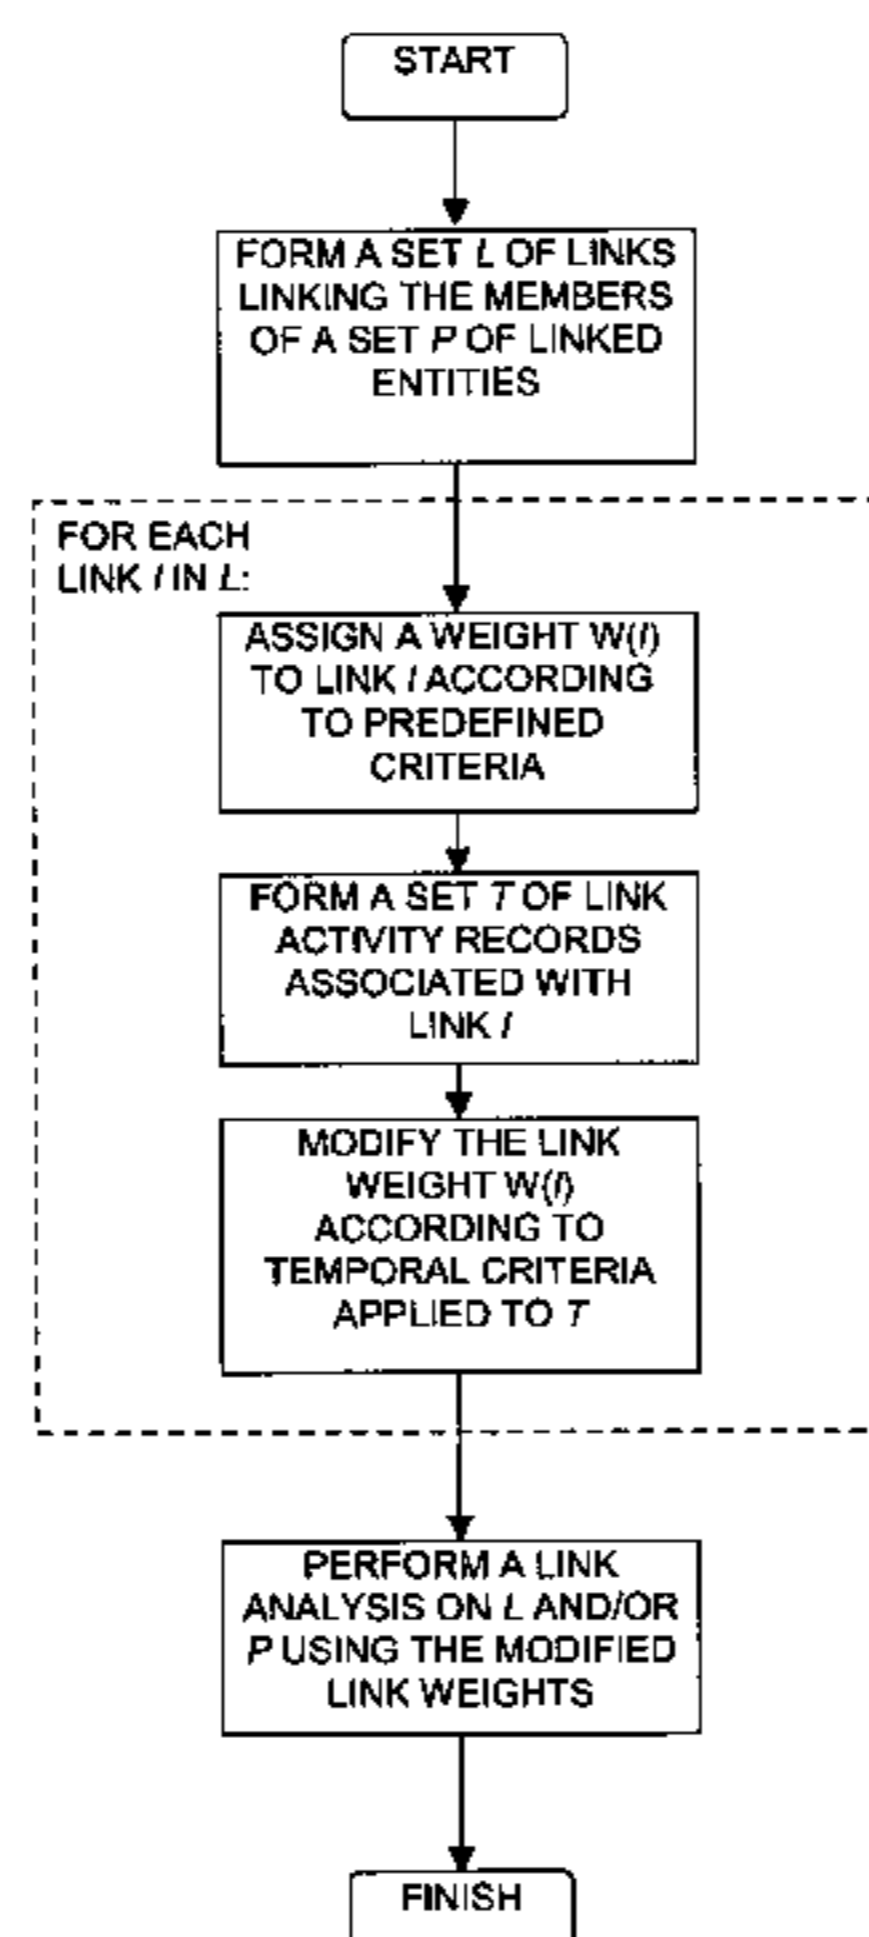 START
FORM A SET L OF LINKS
LINKING THE MEMBERS
OF A SET P OF LINKED
ENTITIES
FOR EACH
LINK l IN L:
ASSIGN A WEIGHT W(l)
TO LINK l ACCORDING
TO PREDEFINED
CRITERIA
FORM A SET T OF LINK
ACTIVITY RECORDS
ASSOCIATED WITH
LINK l
MODIFY THE LINK
WEIGHT W(l)
ACCORDING TO
TEMPORAL CRITERIA
APPLIED TO T
PERFORM A LINK
ANALYSIS ON L AND/OR
P USING THE MODIFIED
LINK WEIGHTS
FINISH